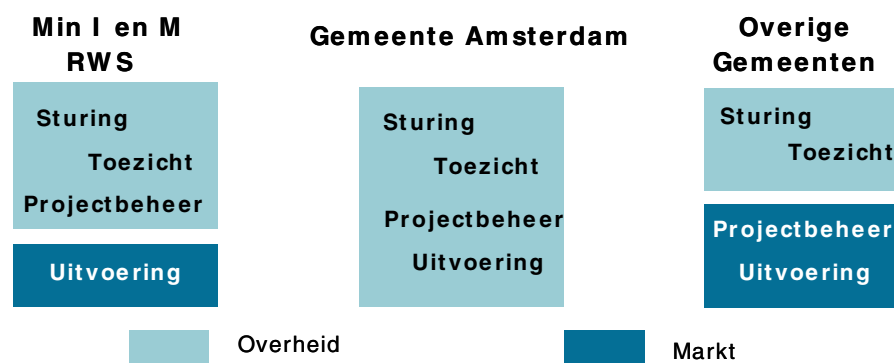 Min I en M
RWS
Sturing
Toezicht
Projectbeheer
Uitvoering
Gemeente Amsterdam
Sturing
Toezicht
Projectbeheer
Uitvoering
Overige
Gemeenten
Sturing
Toezicht
Projectbeheer
Uitvoering
Overheid
Markt